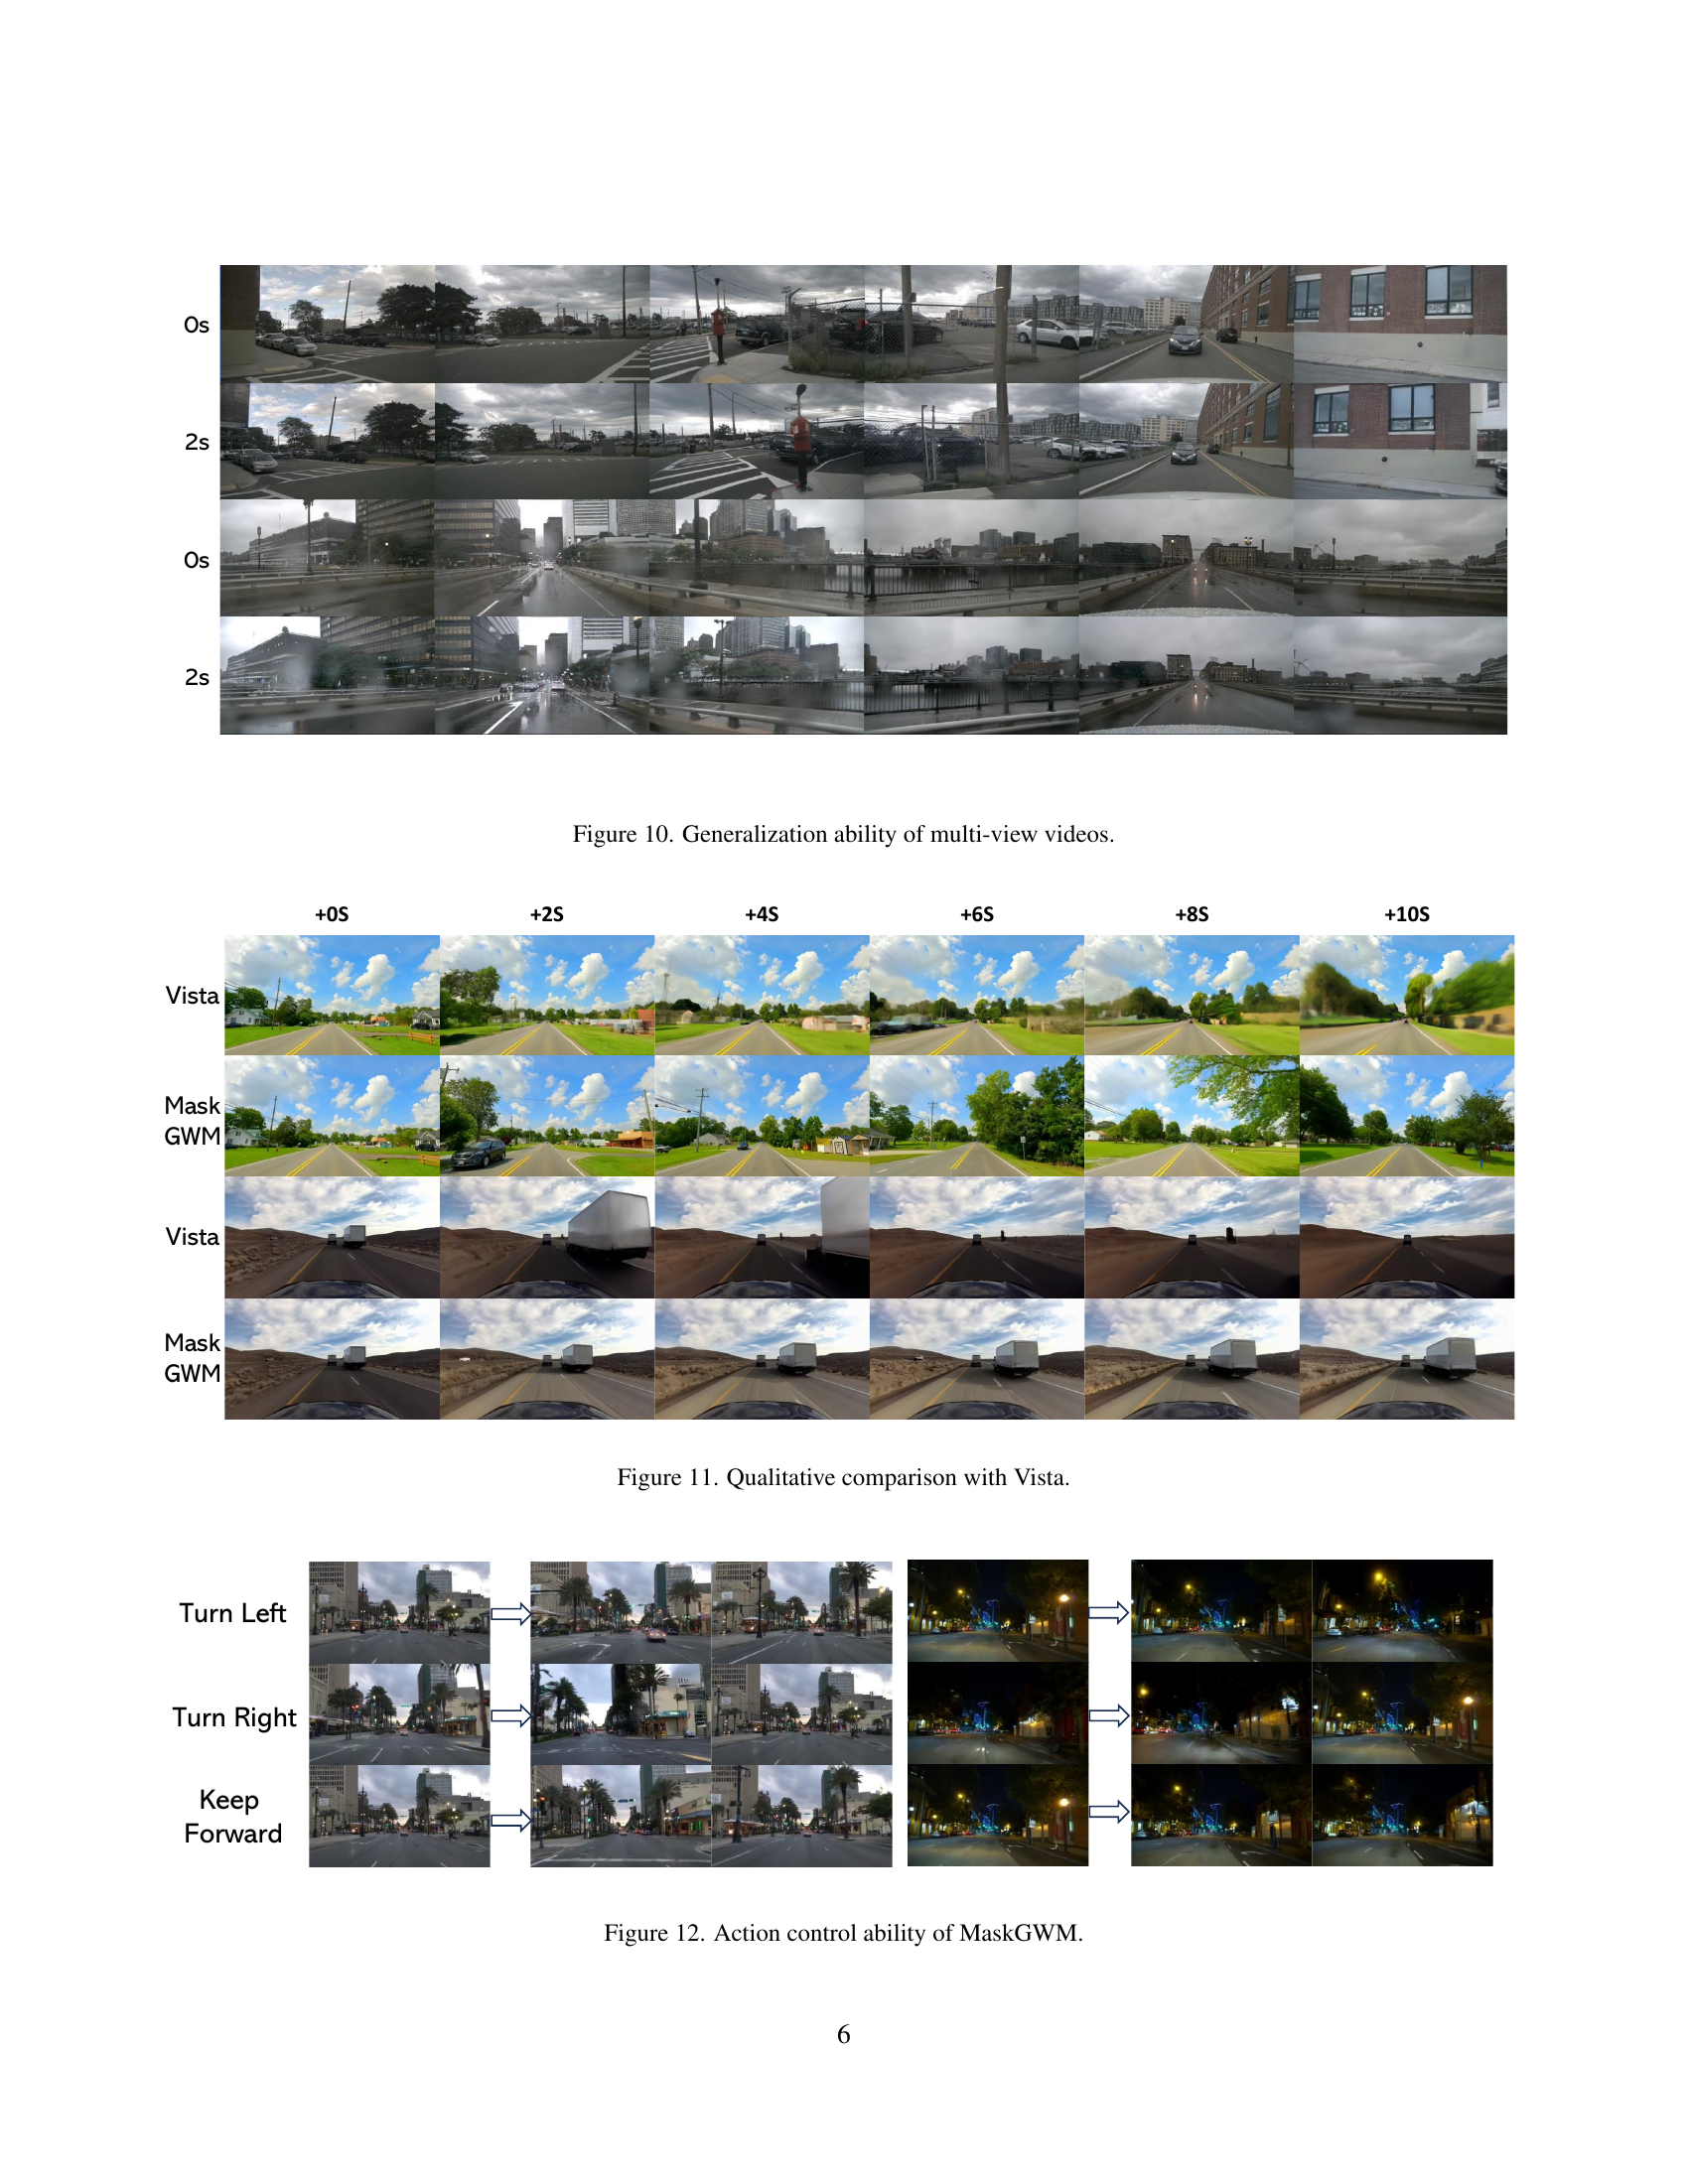 0s
2s
0s
2s
Figure 10. Generalization ability of multi-view videos.
+0S +2S +4S +6S +8S +10S
Vista
Mask
GWM
Vista
Mask
GWM
Figure 11. Qualitative comparison with Vista.
Turn Left
Turn Right
Keep
Forward
Figure 12. Action control ability of MaskGWM.
6